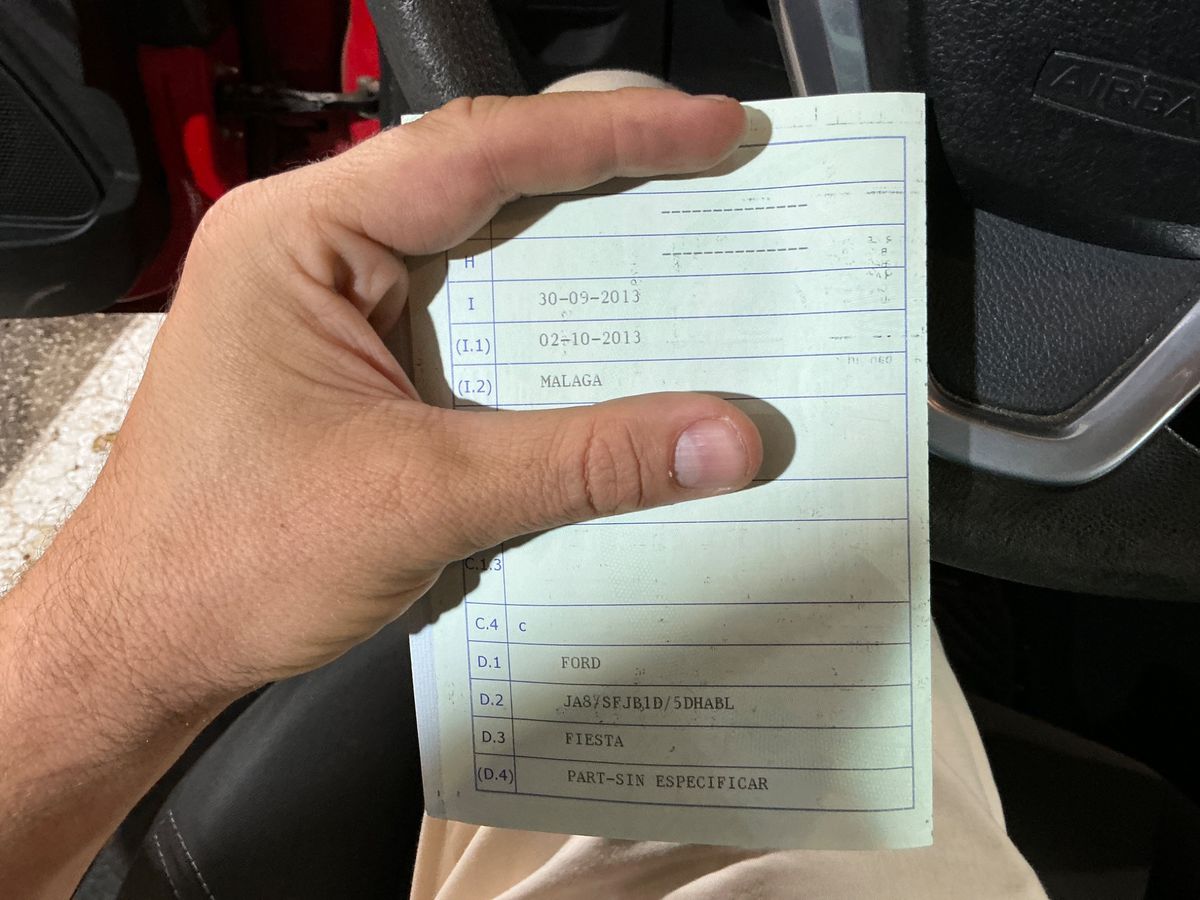 AIRBA
H
I 30-09-2013
(I.1) 02-10-2013
(I.2) MALAGA
C.1.3
C.4 c
D.1 FORD
D.2 JA8/SFJB1D/5DHABL
D.3 FIESTA
(D.4) PART-SIN ESPECIFICAR